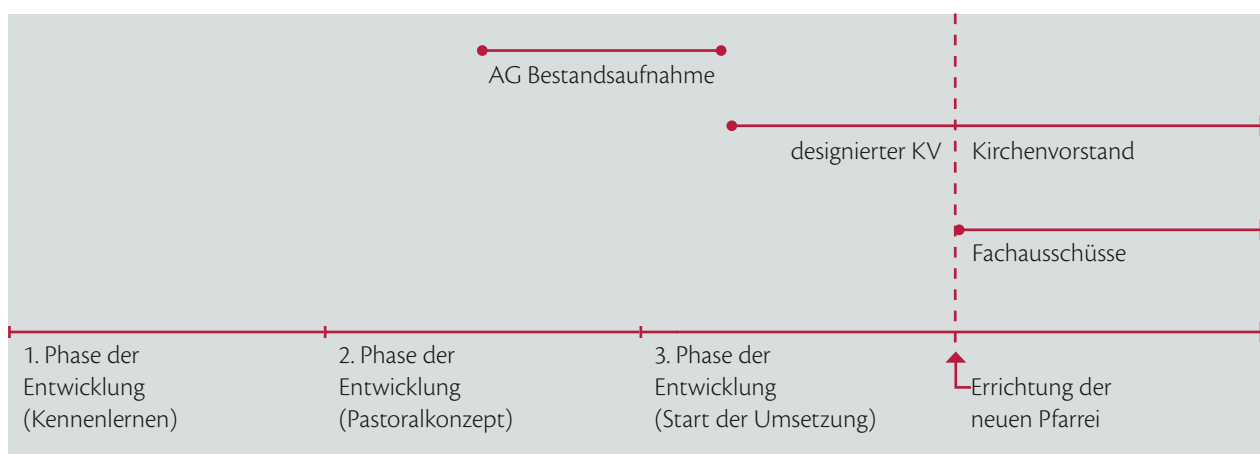 AG Bestandsaufnahme
designierter KV
Kirchenvorstand
Fachausschüsse
1. Phase der
Entwicklung
(Kennenlernen)
2. Phase der
Entwicklung
(Pastoralkonzept)
3. Phase der
Entwicklung
(Start der Umsetzung)
Errichtung der
neuen Pfarrei